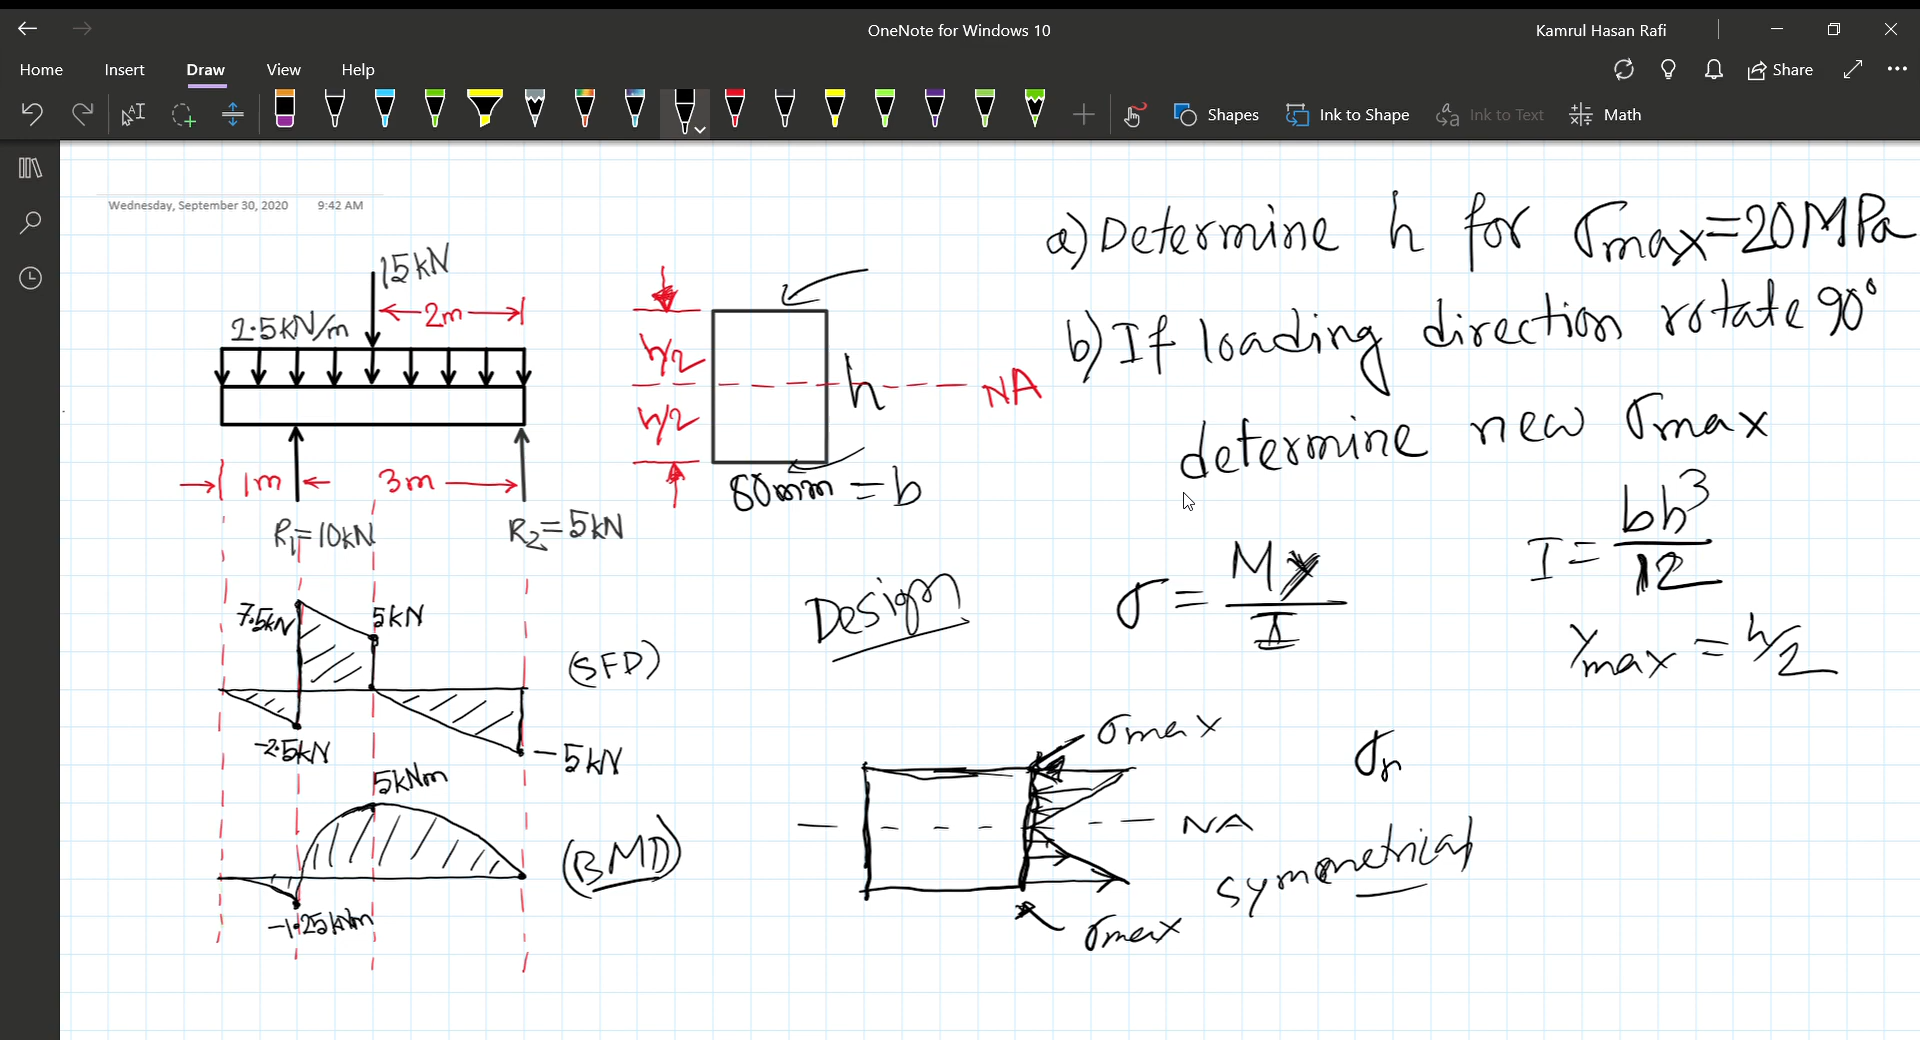 OneNote for Windows 10
Kamrul Hasan Rafi
Home Insert Draw View Help
Share
Shapes Ink to Shape Ink to Text Math
Wednesday, September 30, 2020 9:42 AM
15kN
2m
2.5kN/m
1m 3m
R1=10kN R2=5kN
h/2
h/2
h
NA
80mm = b
a) Determine h for σmax=20MPa
b) If loading direction rotate 90°
determine new σmax
Design
σ = My/I
I = bh³/12
Ymax = h/2
7.5kN 5kN
(SFD)
-2.5kN
-5kN
5kNm
(BMD)
-1.25kNm
σmax
NA
symmetrical
σmax